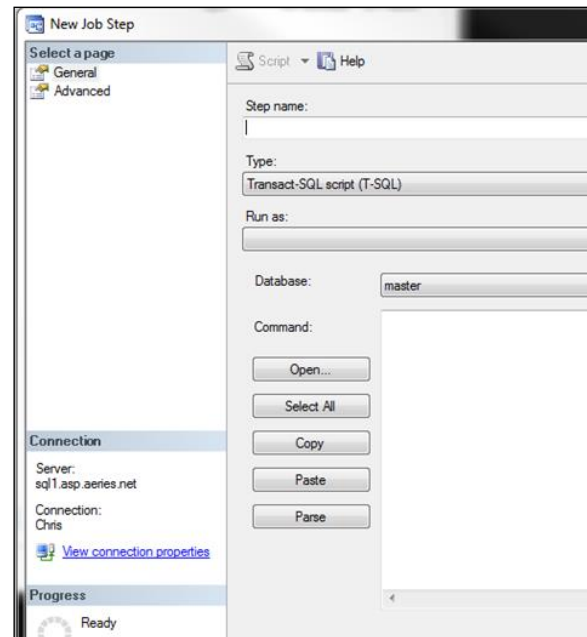 New Job Step
Select a page
General
Advanced
Script
Help
Step name:
Type:
Transact-SQL script (T-SQL)
Run as:
Database:
master
Command:
Open...
Select All
Copy
Paste
Parse
Connection
Server:
sql1.asp.aeries.net
Connection:
Chris
View connection properties
Progress
Ready